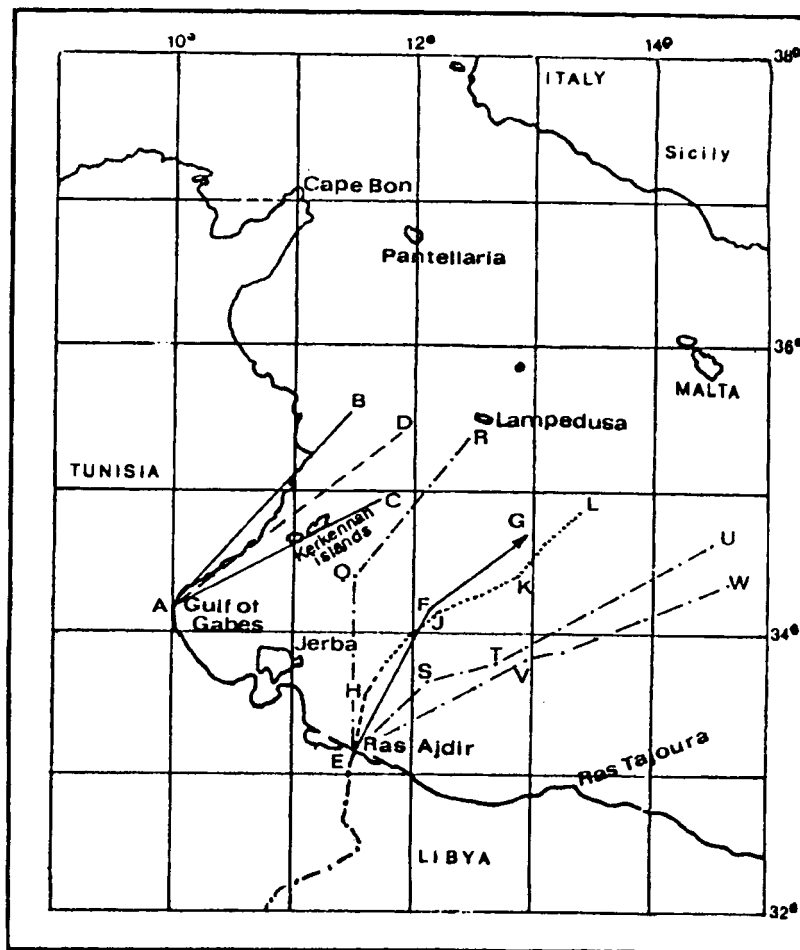 10°
12°
14°
38°
ITALY
Sicily
Cape Bon
Pantellaria
36°
MALTA
B
D
Lampedusa
R
TUNISIA
C
L
G
Kerkennan
islands
Q
U
K
W
A
Gulf of
Gabes
F
J
34°
Jerba
T
S
V
H
Ras Ajdir
E
Ras Tajoura
LIBYA
32°